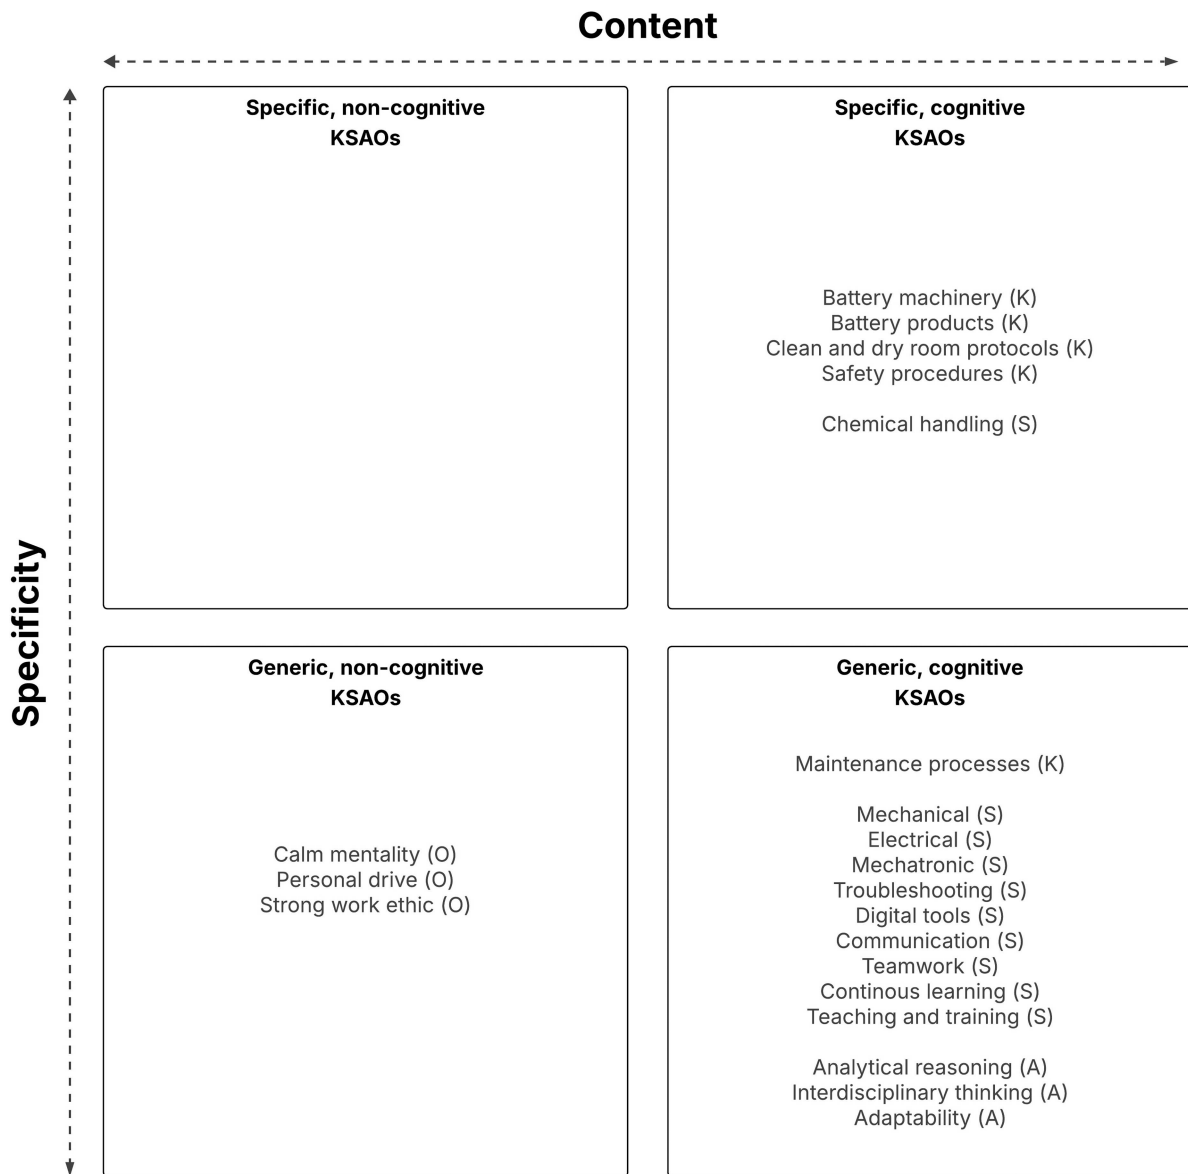 Content
Specificity
Specific, non-cognitive
KSAOs
Specific, cognitive
KSAOs
Battery machinery (K)
Battery products (K)
Clean and dry room protocols (K)
Safety procedures (K)
Chemical handling (S)
Generic, non-cognitive
KSAOs
Calm mentality (O)
Personal drive (O)
Strong work ethic (O)
Generic, cognitive
KSAOs
Maintenance processes (K)
Mechanical (S)
Electrical (S)
Mechatronic (S)
Troubleshooting (S)
Digital tools (S)
Communication (S)
Teamwork (S)
Continous learning (S)
Teaching and training (S)
Analytical reasoning (A)
Interdisciplinary thinking (A)
Adaptability (A)